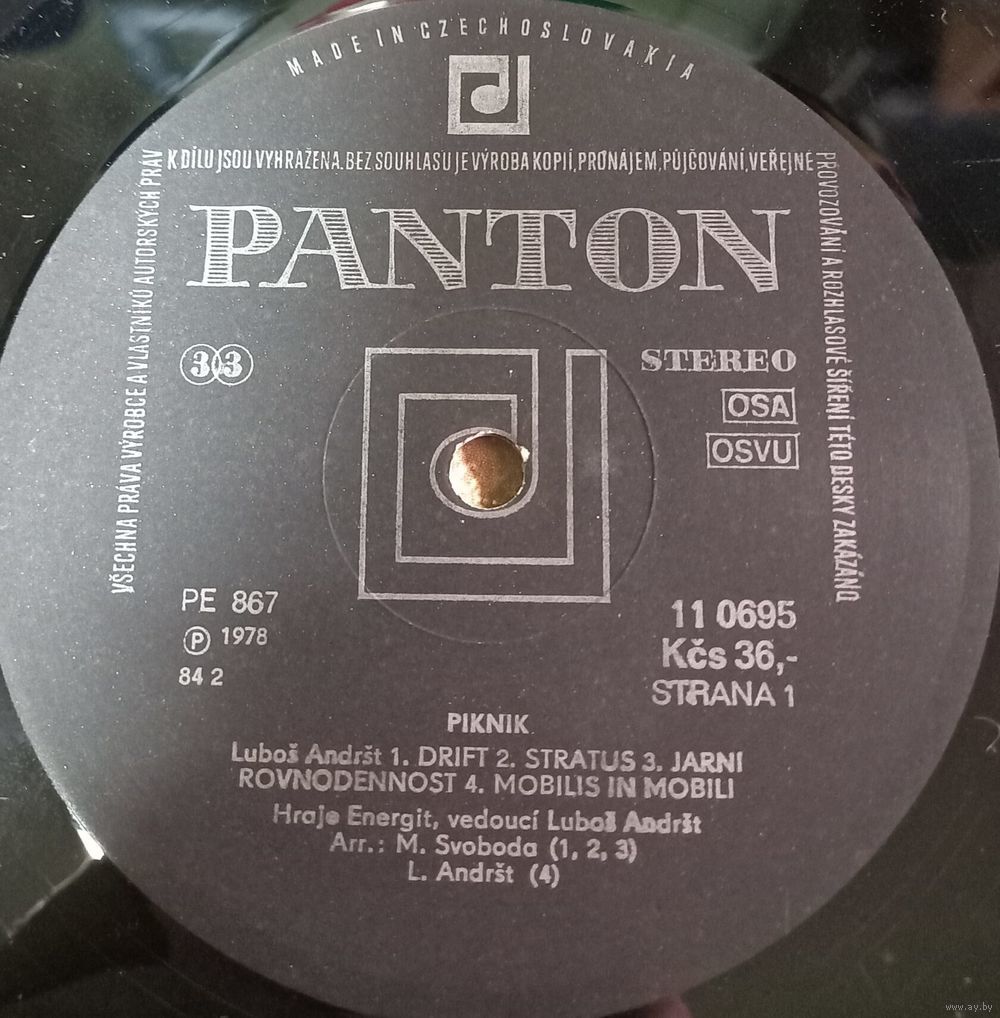 MADE IN CZECHOSLOVAKIA
VŠECHNA PRÁVA VÝROBCE A VLASTNÍKŮ AUTORSKÝCH PRÁV
K DÍLU JSOU VYHRAŽENA. BEZ SOUHLASU JE VÝROBA KOPIÍ, PRONÁJEM, PŮJČOVÁNÍ, VEŘEJNÉ
PROVOZOVÁNÍ A ROZHLASOVÉ ŠÍŘENÍ TÉTO DESKY ZAKÁZÁNO
PANTON
33
STEREO
OSA
OSVU
PE 867
Ⓟ 1978
84 2
11 0695
Kčs 36,-
STRANA 1
PIKNIK
Luboš Andršt 1. DRIFT 2. STRATUS 3. JARNI
ROVNODENNOST 4. MOBILIS IN MOBILI
Hraje Energit, vedoucí Luboš Andršt
Arr.: M. Svoboda (1, 2, 3)
L. Andršt (4)
www.ay.by